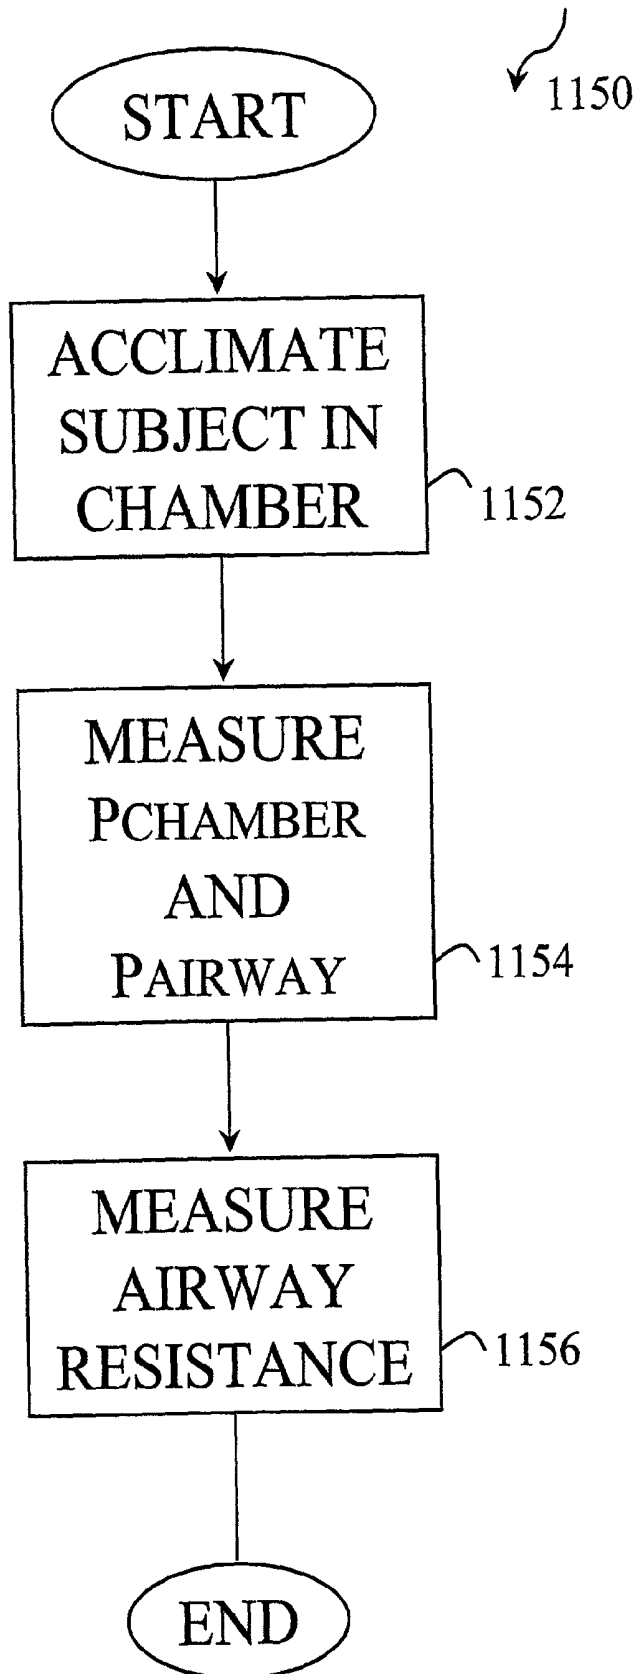 1150
START
ACCLIMATE
SUBJECT IN
CHAMBER
1152
MEASURE
PCHAMBER
AND
PAIRWAY
1154
MEASURE
AIRWAY
RESISTANCE
1156
END